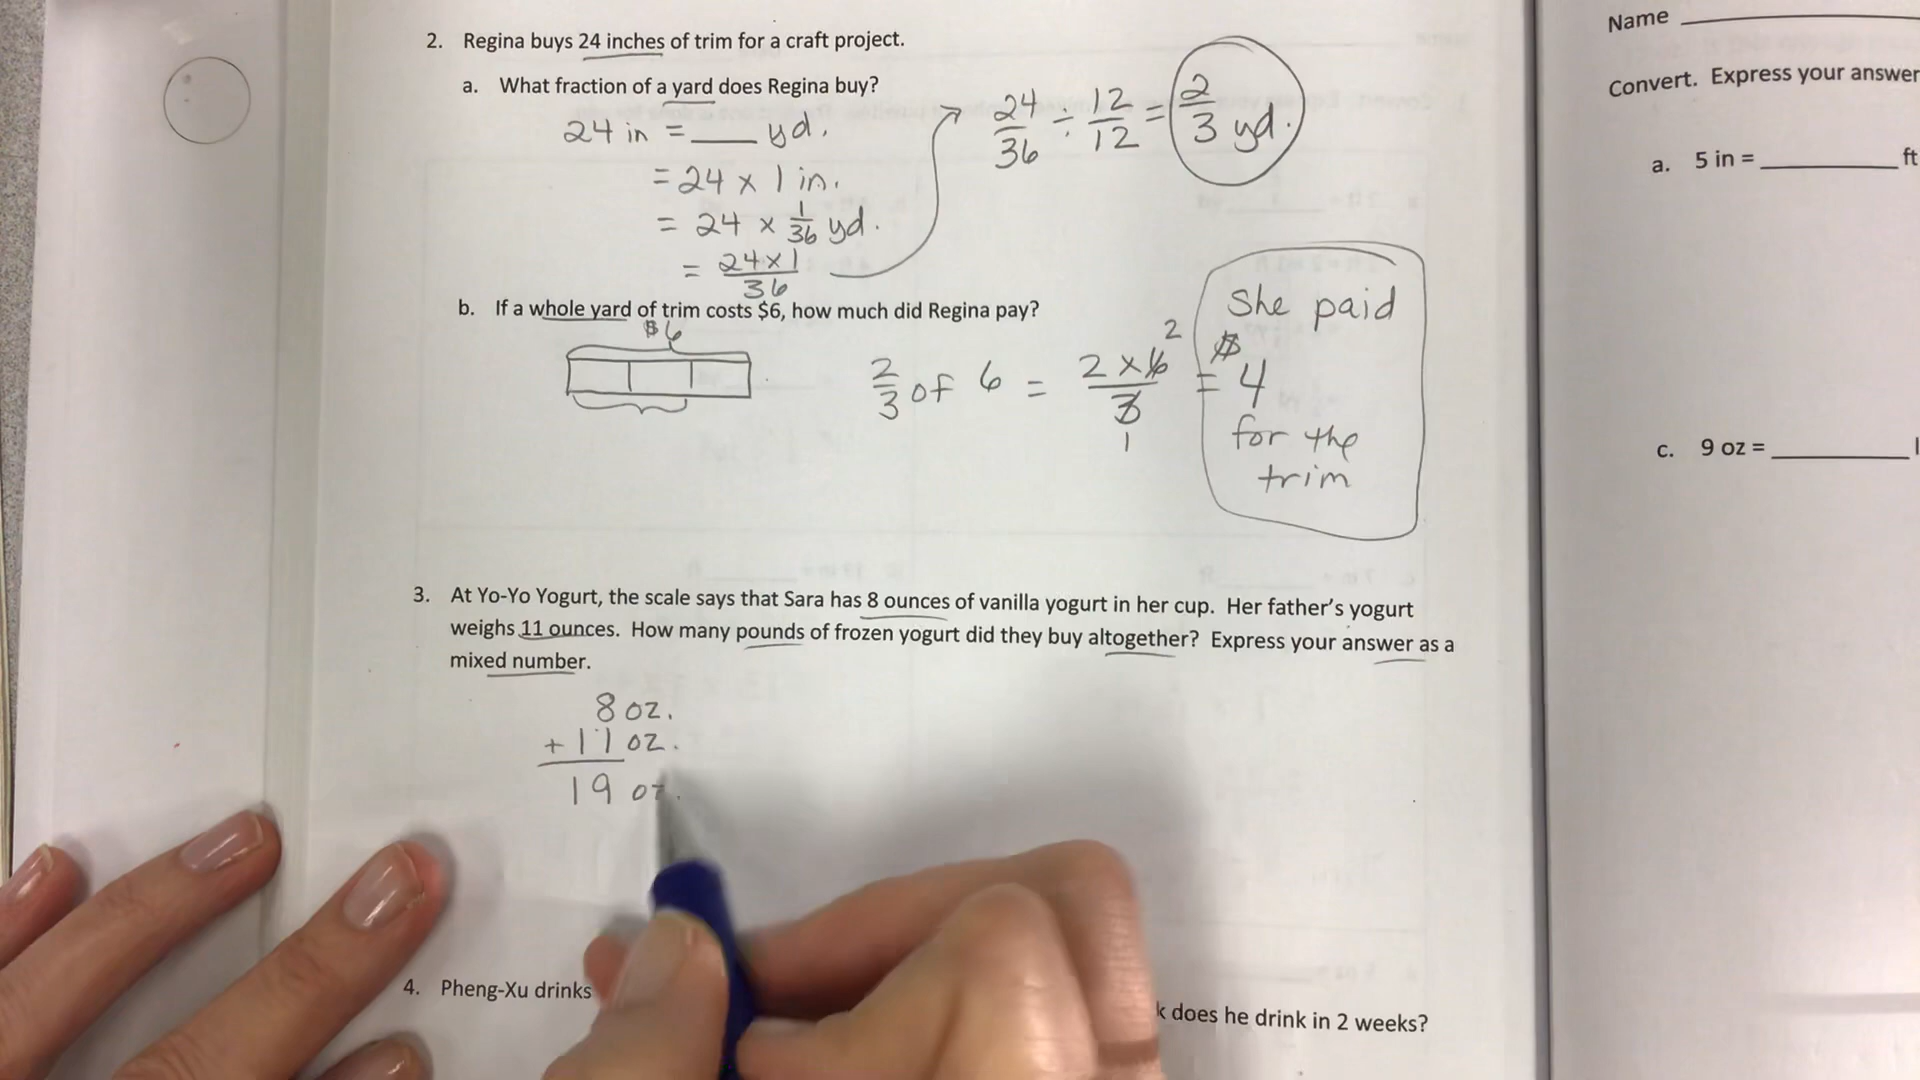 2. Regina buys 24 inches of trim for a craft project.
a. What fraction of a yard does Regina buy?
24 in = ____ yd.
= 24 x 1 in.
= 24 x 1/36 yd.
= 24x1/36
24/36 ÷ 12/12 = 2/3 yd.
b. If a whole yard of trim costs $6, how much did Regina pay?
$6
2/3 of 6 = 2 x 6/3 = $4
2
1
She paid
for the
trim
3. At Yo-Yo Yogurt, the scale says that Sara has 8 ounces of vanilla yogurt in her cup. Her father's yogurt
weighs 11 ounces. How many pounds of frozen yogurt did they buy altogether? Express your answer as a
mixed number.
8 oz.
+ 11 oz.
19 oz.
4. Pheng-Xu drinks
does he drink in 2 weeks?
Name ____
Convert. Express your answer
a. 5 in = ____ ft
c. 9 oz = ____